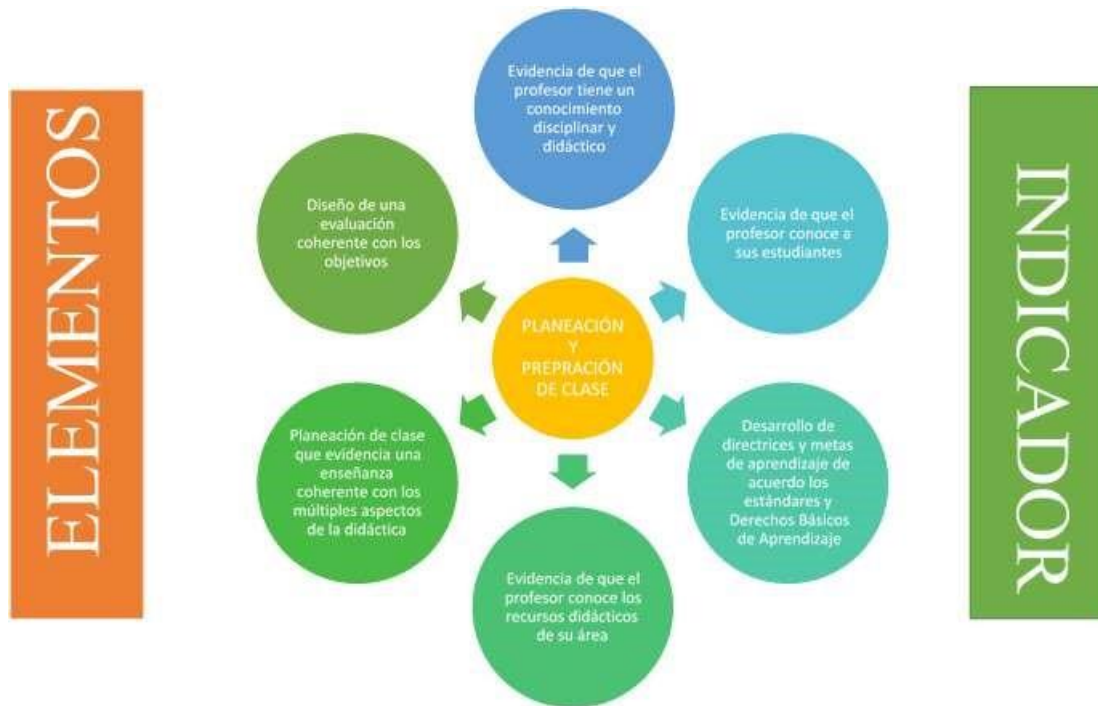 ELEMENTOS
Evidencia de que el
profesor tiene un
conocimiento
disciplinar y
didáctico
Evidencia de que el
profesor conoce a
sus estudiantes
Desarrollo de
directrices y metas
de aprendizaje de
acuerdo los
estándares y
Derechos Básicos
de Aprendizaje
Evidencia de que el
profesor conoce los
recursos didácticos
de su área
Planeación de clase
que evidencia una
enseñanza
coherente con los
múltiples aspectos
de la didáctica
Diseño de una
evaluación
coherente con los
objetivos
PLANEACIÓN
Y
PREPRACIÓN
DE CLASE
INDICADOR